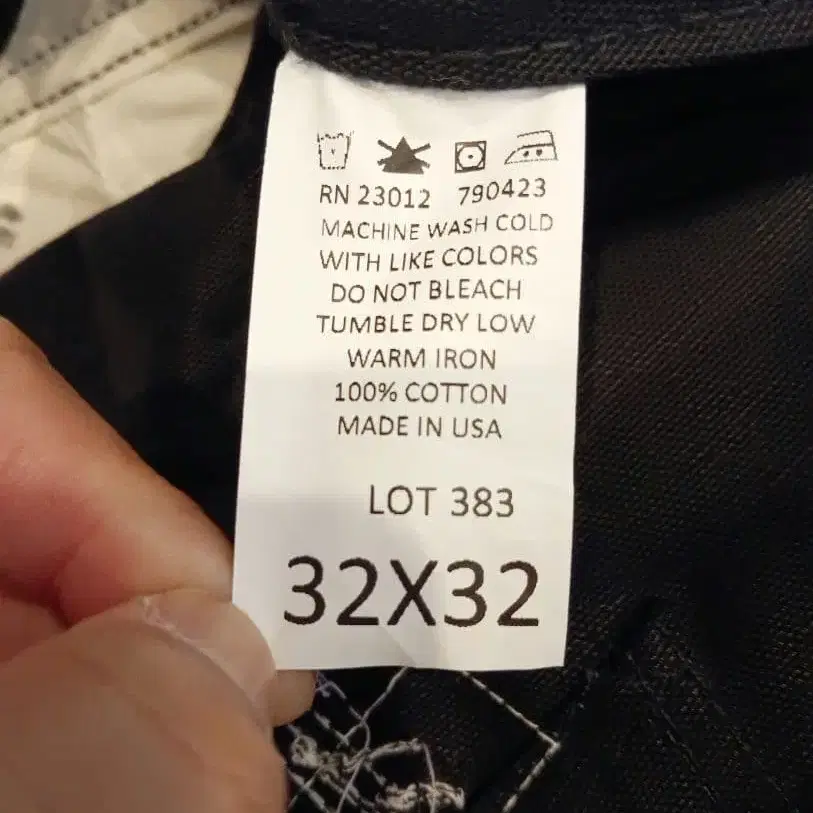 RN 23012 790423
MACHINE WASH COLD
WITH LIKE COLORS
DO NOT BLEACH
TUMBLE DRY LOW
WARM IRON
100% COTTON
MADE IN USA
LOT 383
32X32